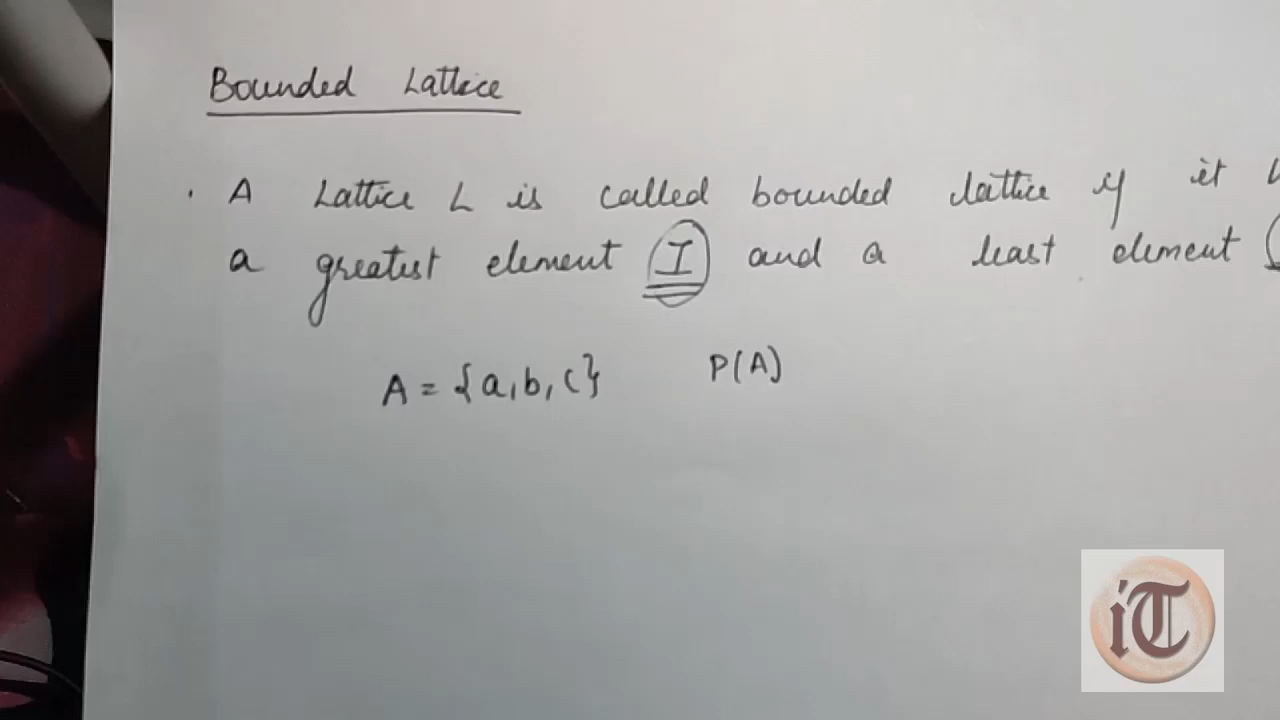 Bounded Lattice
. A Lattice L is called bounded lattice if it
a greatest element I and a least element
A = {a, b, c} P(A)
iT